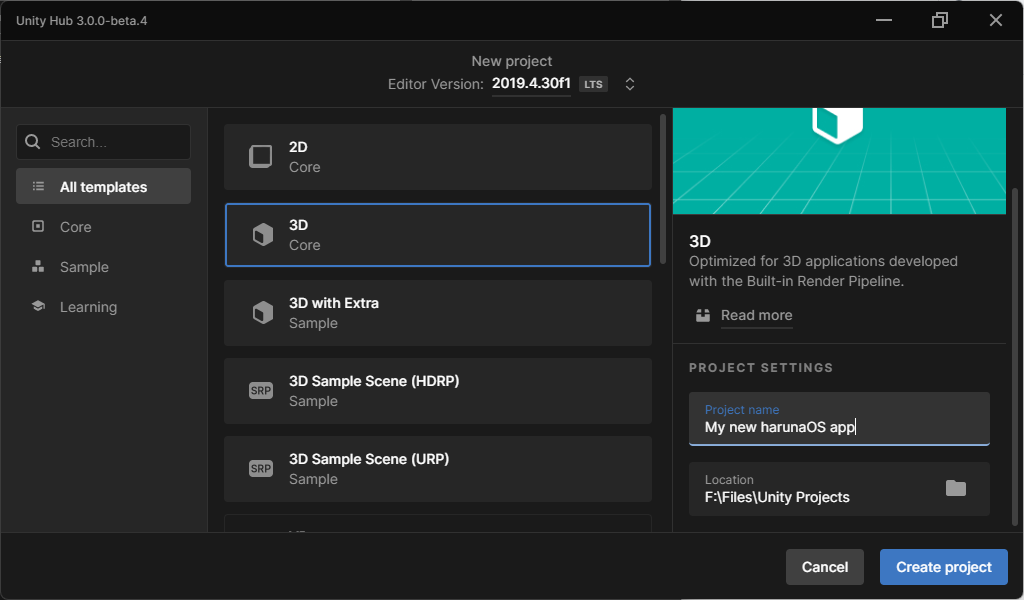 Unity Hub 3.0.0-beta.4
New project
Editor Version: 2019.4.30f1 LTS
Search...
All templates
Core
Sample
Learning
2D
Core
3D
Core
3D with Extra
Sample
SRP
3D Sample Scene (HDRP)
Sample
SRP
3D Sample Scene (URP)
Sample
3D
Optimized for 3D applications developed
with the Built-in Render Pipeline.
Read more
PROJECT SETTINGS
Project name
My new harunaOS app
Location
F:\Files\Unity Projects
Cancel
Create project